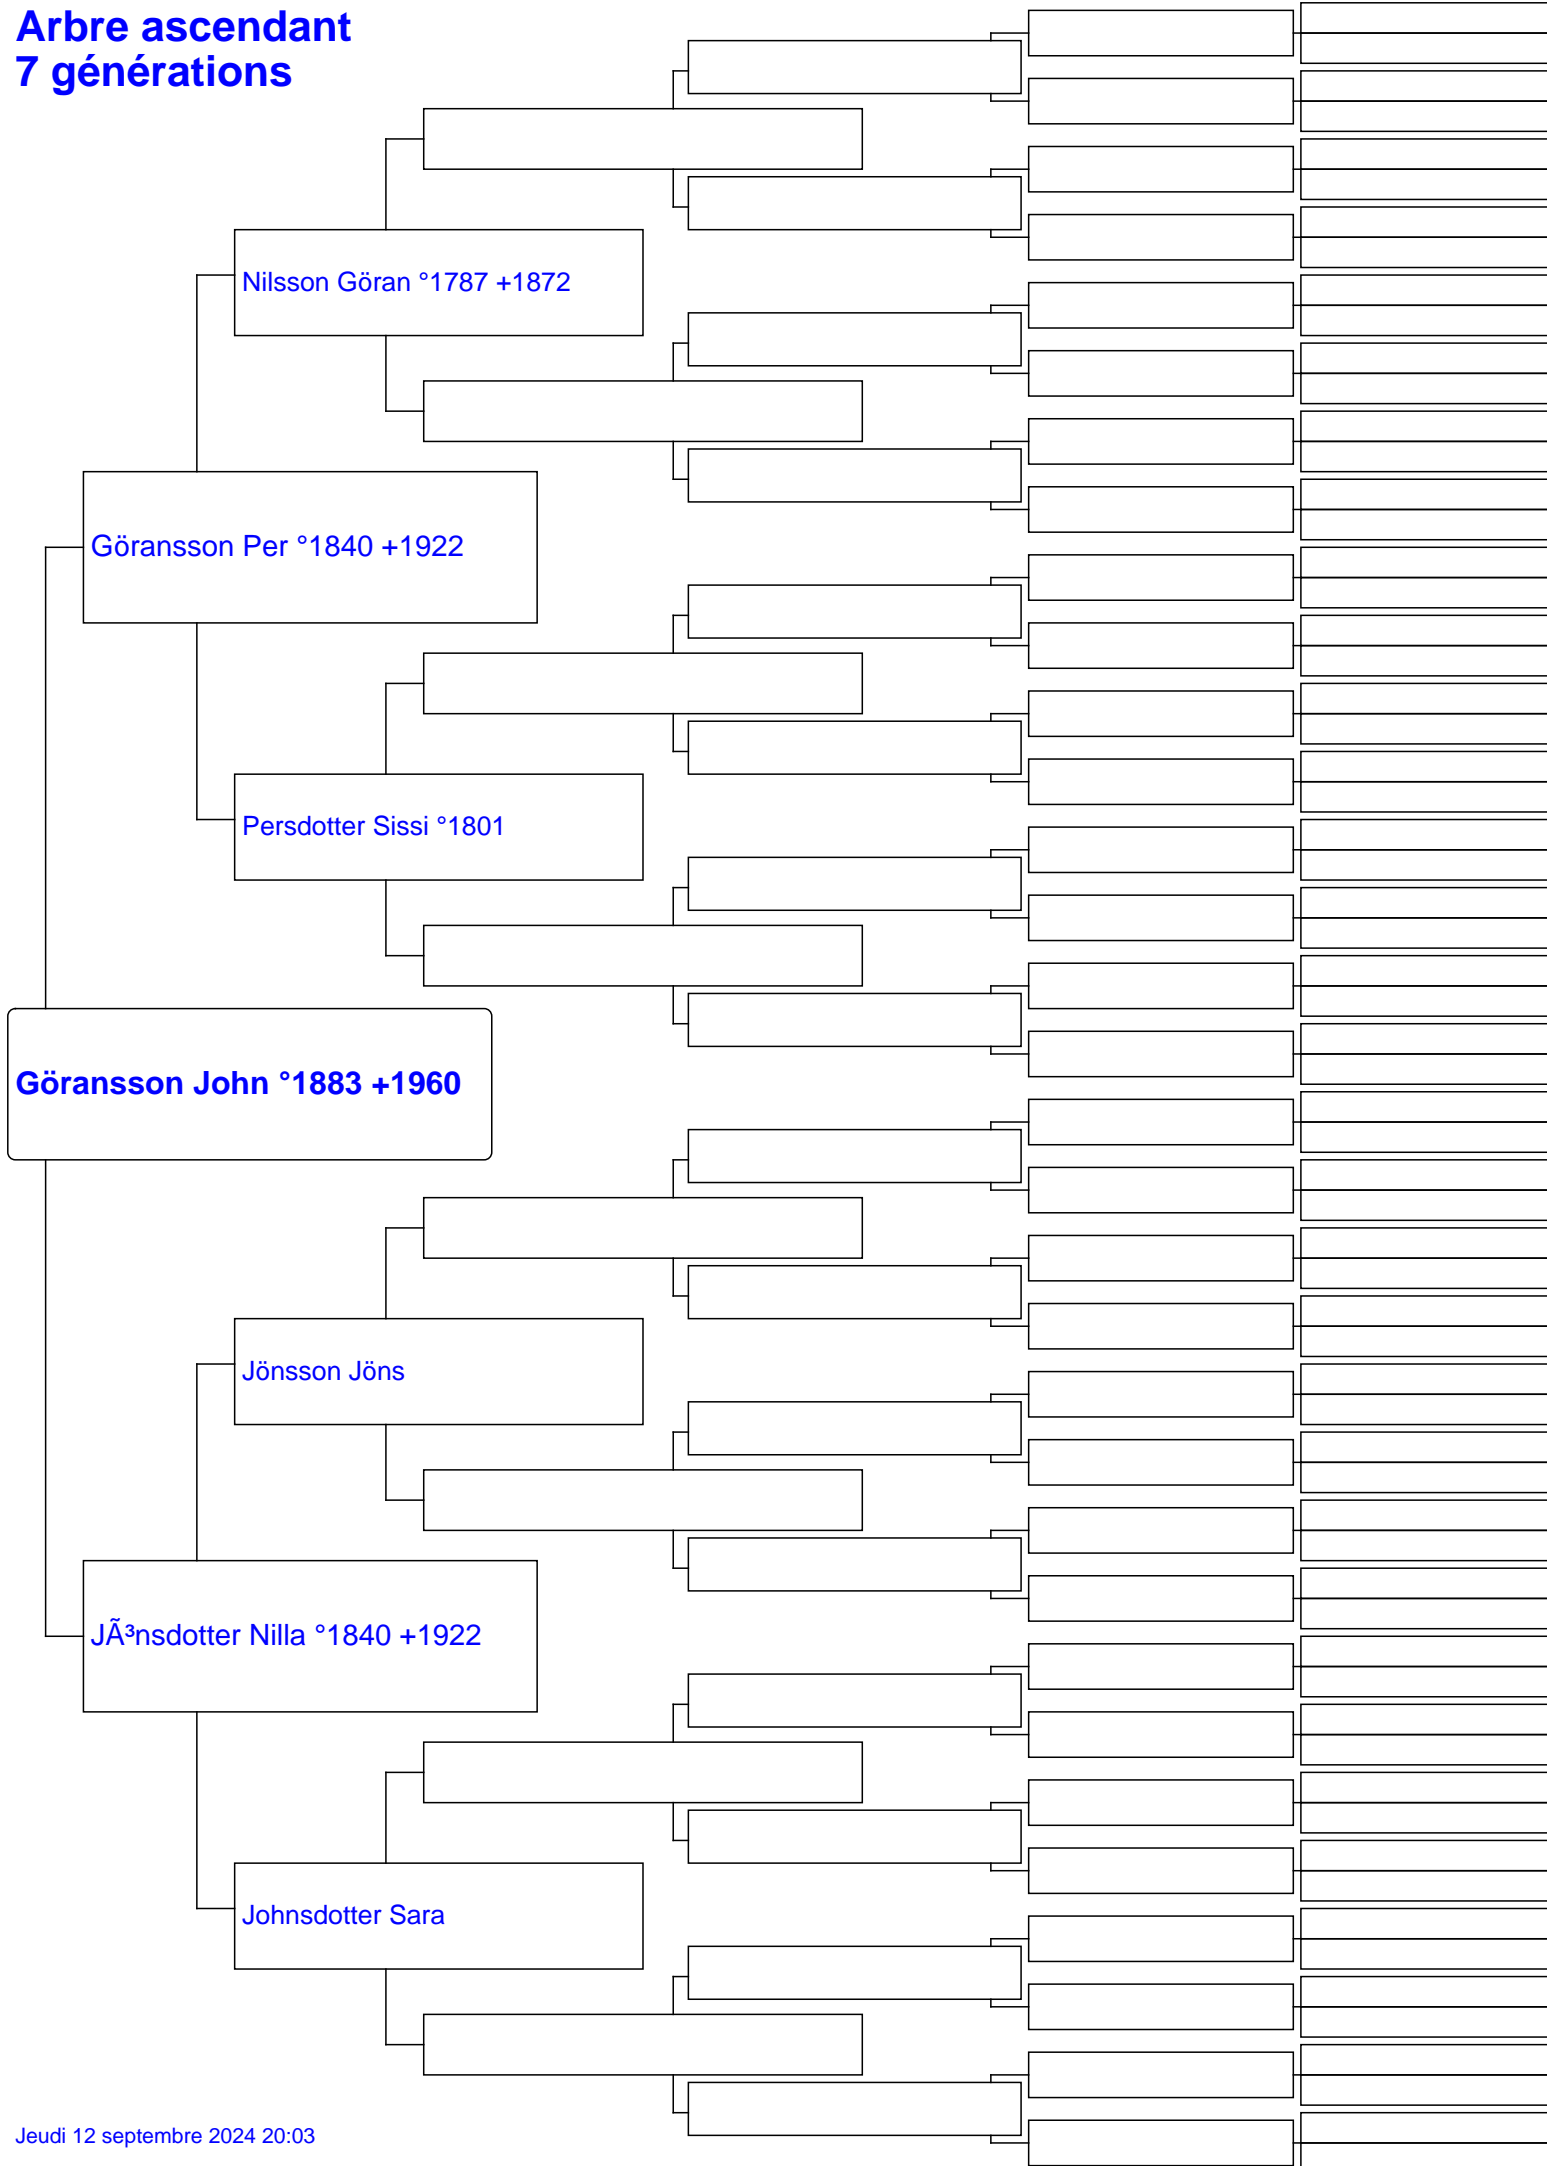 Arbre ascendant
7 générations
Nilsson Göran °1787 +1872
Göransson Per °1840 +1922
Persdotter Sissi °1801
Göransson John °1883 +1960
Jönsson Jöns
JÃ³nsdotter Nilla °1840 +1922
Johnsdotter Sara
Jeudi 12 septembre 2024 20:03